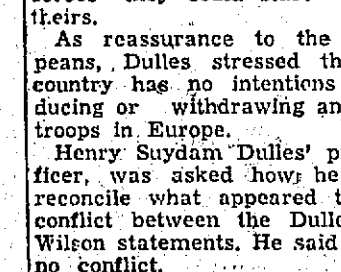 theirs.
As reassurance to the
peans, Dulles stressed th
country has no intentions
ducing or withdrawing an
troops in Europe.
Henry Suydam Dulles' p
ficer, was asked how he
reconcile what appeared t
conflict between the Dulle
Wilson statements. He said
no conflict.